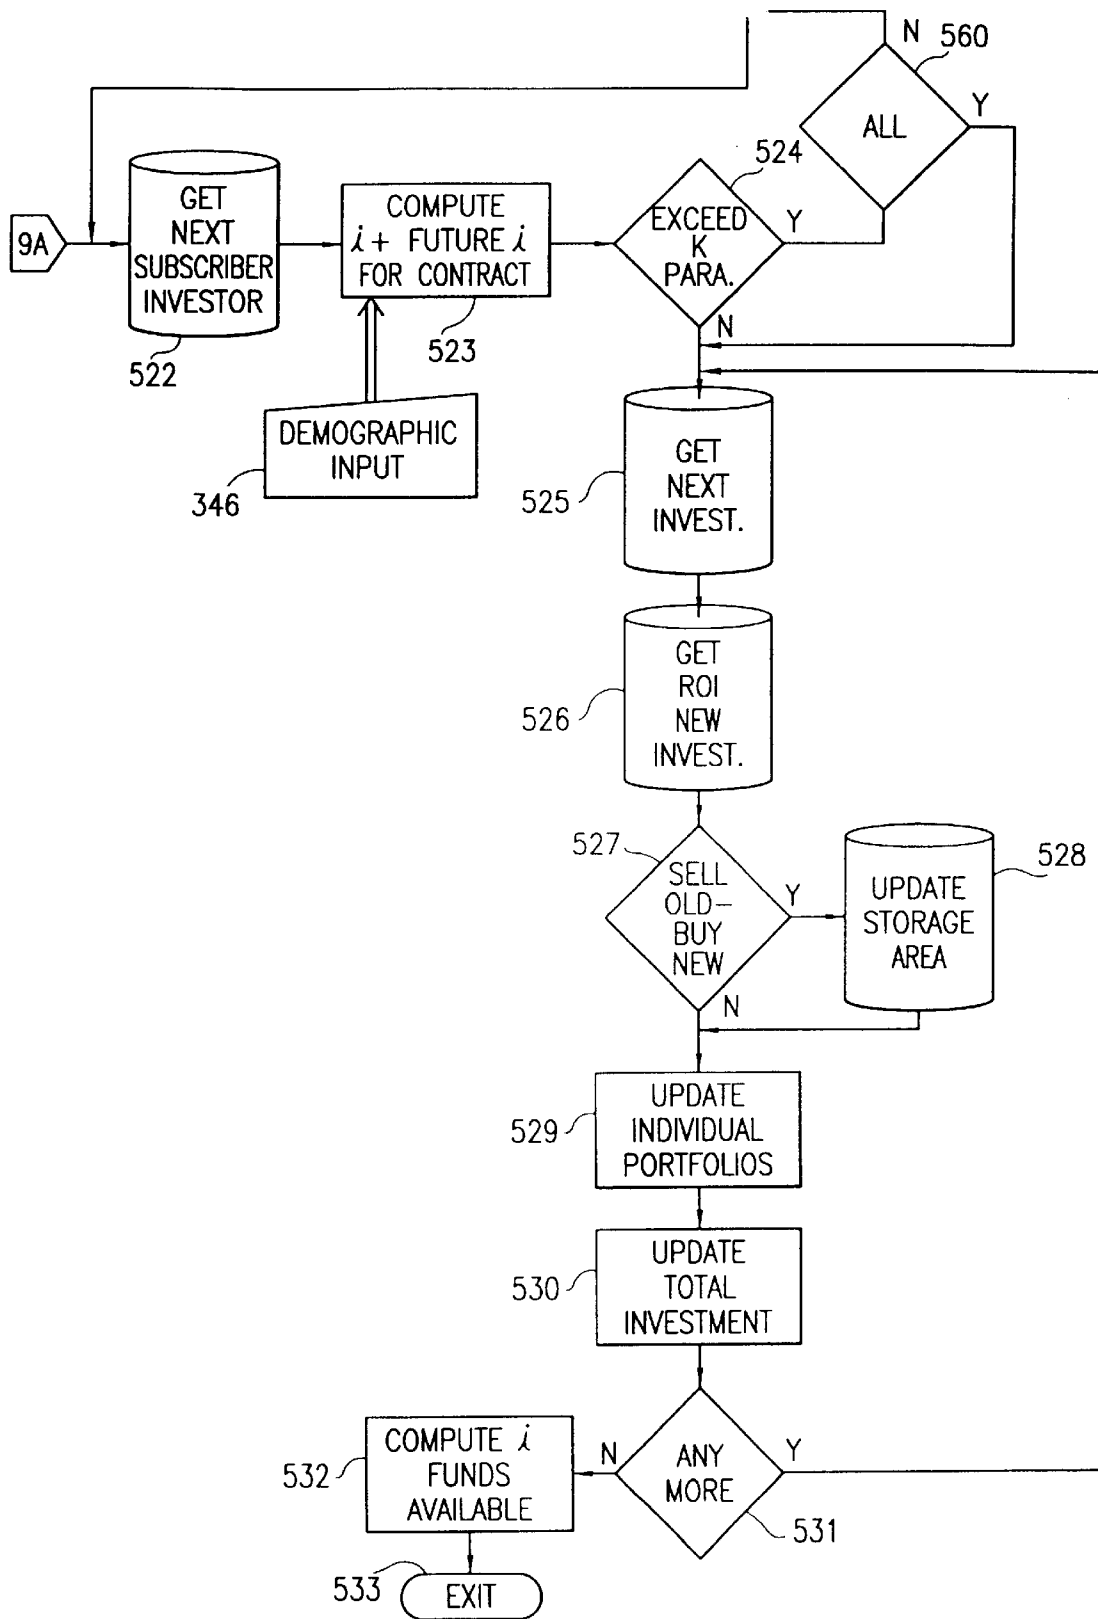 N
560
ALL
Y
524
EXCEED
K
PARA.
Y
N
9A
GET
NEXT
SUBSCRIBER
INVESTOR
522
COMPUTE
i+ FUTURE i
FOR CONTRACT
523
DEMOGRAPHIC
INPUT
346
GET
NEXT
INVEST.
525
GET
ROI
NEW
INVEST.
526
527
SELL
OLD-
BUY
NEW
Y
N
UPDATE
STORAGE
AREA
528
UPDATE
INDIVIDUAL
PORTFOLIOS
529
UPDATE
TOTAL
INVESTMENT
530
ANY
MORE
N
Y
531
COMPUTE i
FUNDS
AVAILABLE
532
533
EXIT